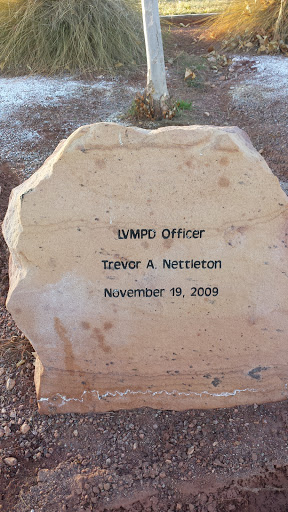 LVMPD Officer
Trevor A. Nettleton
November 19, 2009